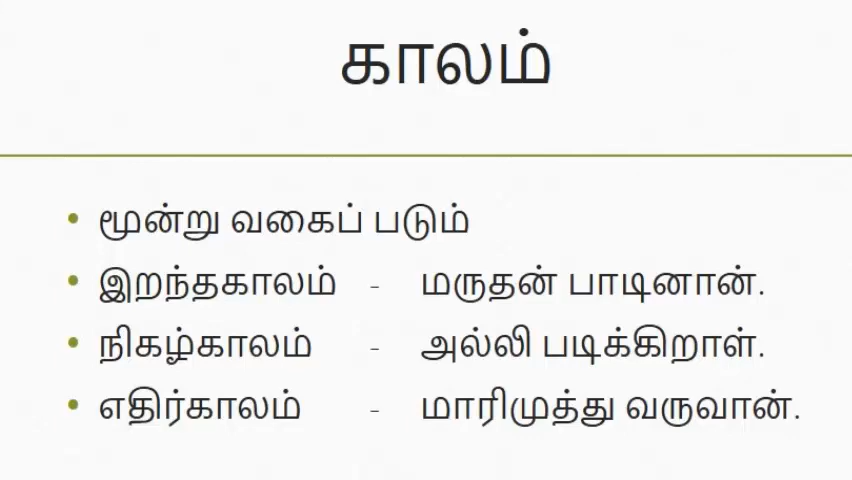 காலம்
• மூன்று வகைப் படும்
• இறந்தகாலம் - மருதன் பாடினான்.
• நிகழ்காலம் - அல்லி படிக்கிறாள்.
• எதிர்காலம் - மாரிமுத்து வருவான்.